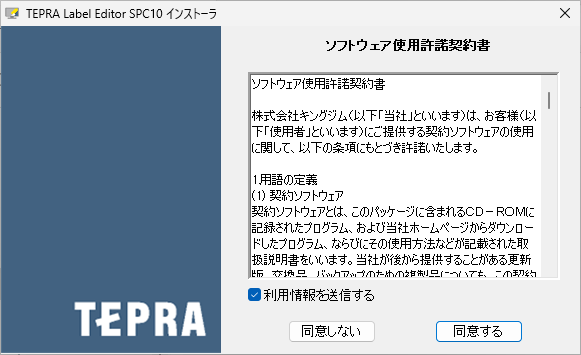 TEPRA Label Editor SPC10 インストーラ
ソフトウェア使用許諾契約書
ソフトウェア使用許諾契約書
株式会社キングジム(以下「当社」といいます)は、お客様(以
下「使用者」といいます)にご提供する契約ソフトウェアの使用
に関して、以下の条項にもとづき許諾いたします。
1.用語の定義
(1) 契約ソフトウェア
契約ソフトウェアとは、このパッケージに含まれるCD-ROMに
記録されたプログラム、および当社ホームページからダウンロー
ドしたプログラム、ならびにその使用方法などが記載された取
扱説明書をいいます。当社が後から提供することがある更新
版、交換品、バックアップのための複製品についても、この契約
TEPRA
利用情報を送信する
同意しない
同意する